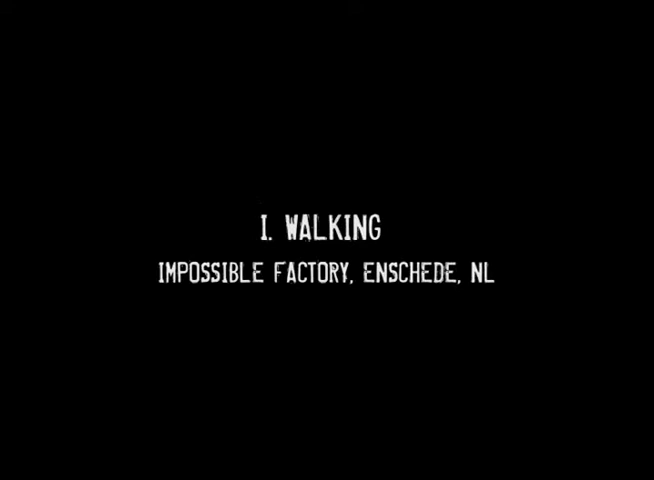 I. WALKING
IMPOSSIBLE FACTORY, ENSCHEDE, NL